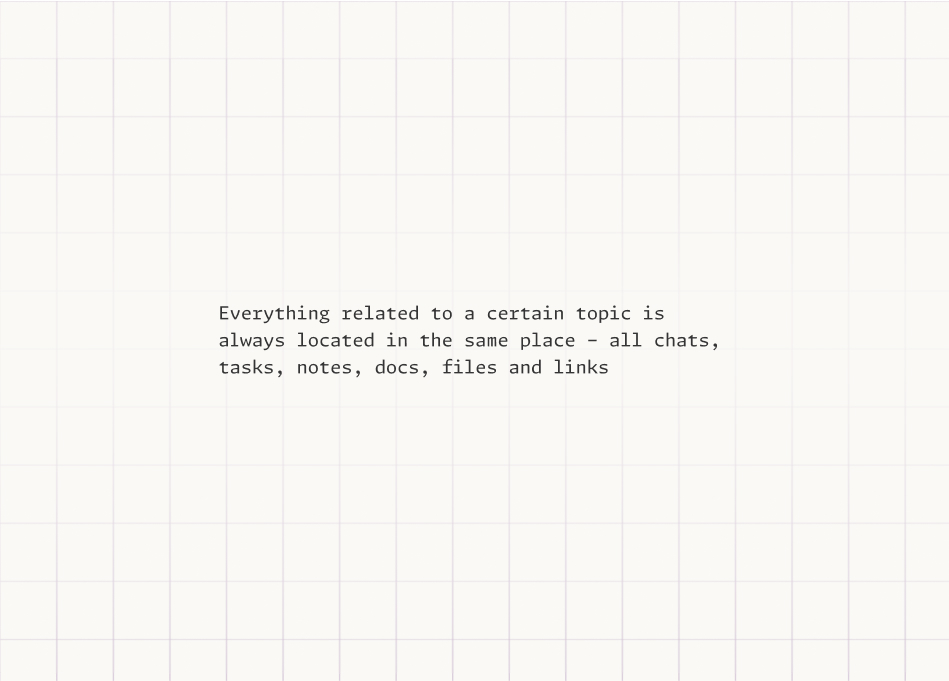 Everything related to a certain topic is
always located in the same place – all chats,
tasks, notes, docs, files and links